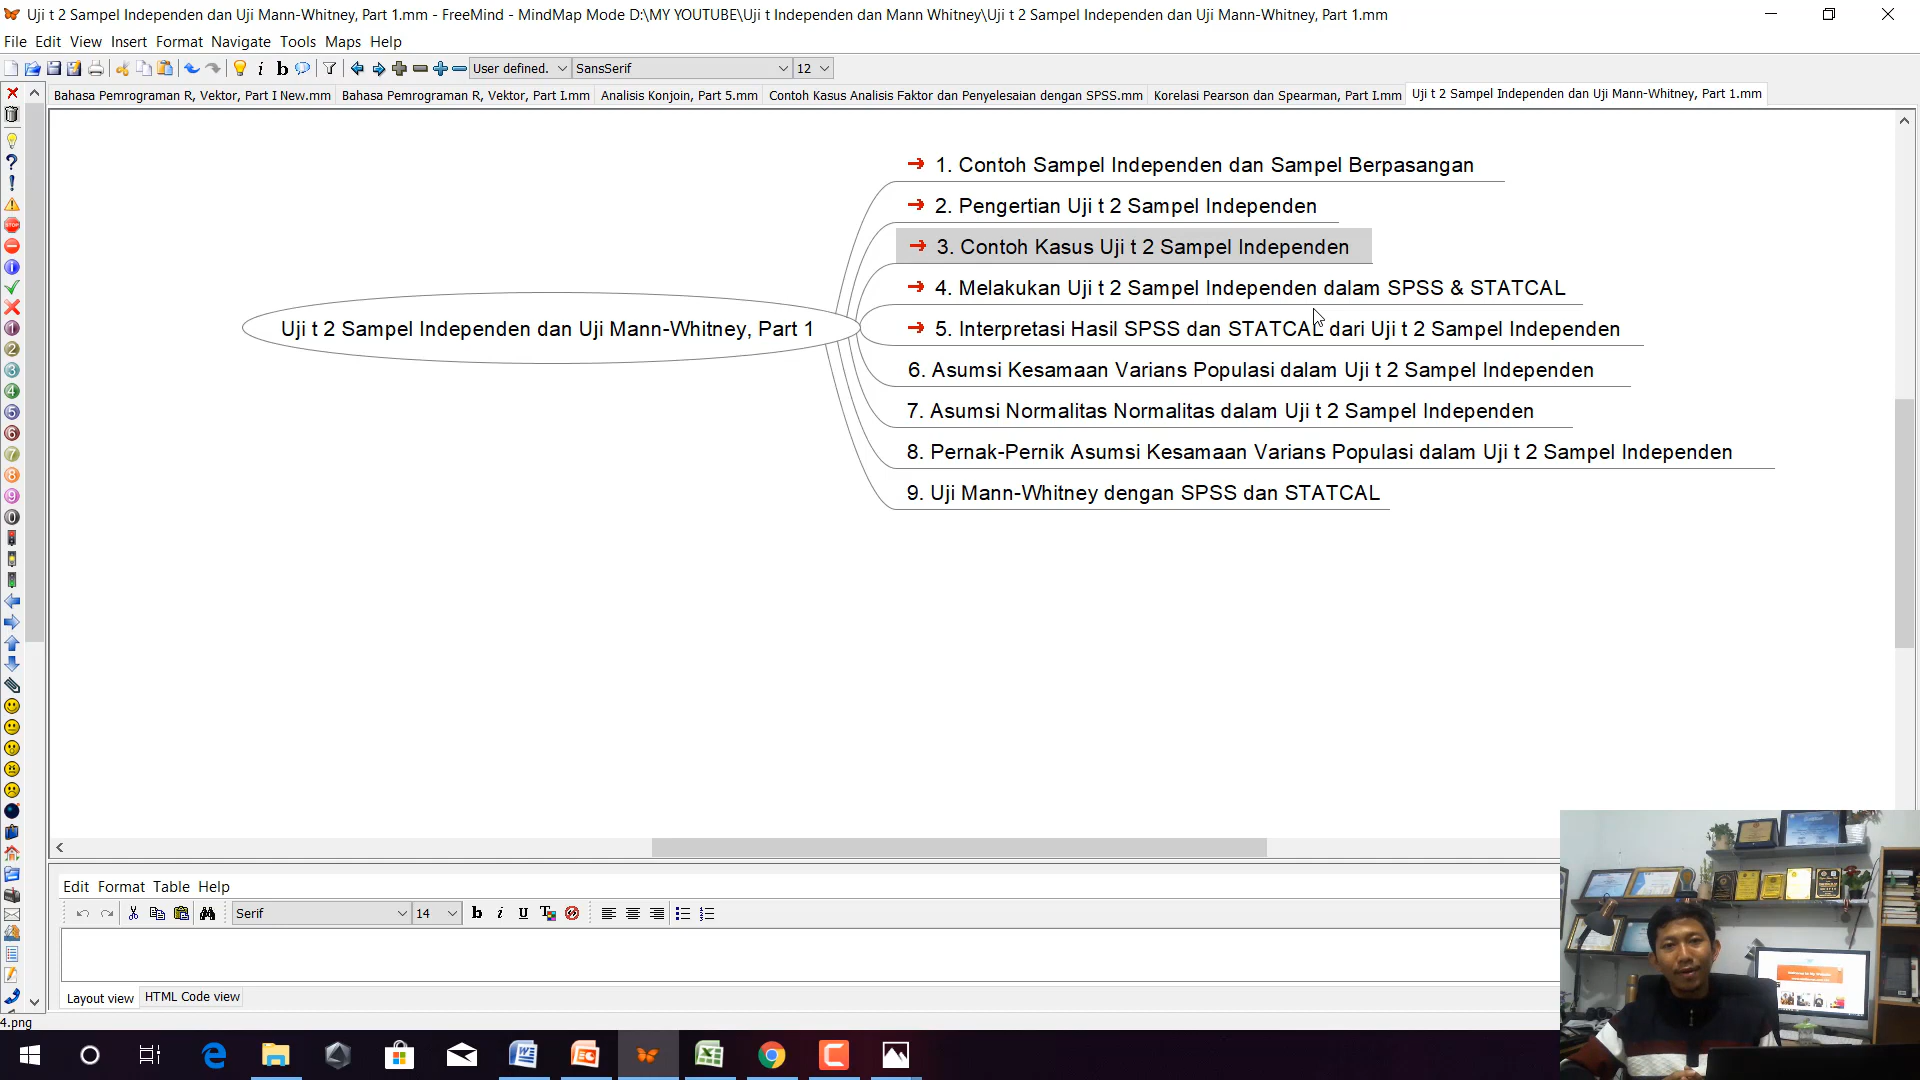 Uji t 2 Sampel Independen dan Uji Mann-Whitney, Part 1.mm - FreeMind - MindMap Mode D:\MY YOUTUBE\Uji t Independen dan Mann Whitney\Uji t 2 Sampel Independen dan Uji Mann-Whitney, Part 1.mm
File Edit View Insert Format Navigate Tools Maps Help
User defined. SansSerif 12
Bahasa Pemrograman R, Vektor, Part I New.mm Bahasa Pemrograman R, Vektor, Part I.mm Analisis Konjoin, Part 5.mm Contoh Kasus Analisis Faktor dan Penyelesaian dengan SPSS.mm Korelasi Pearson dan Spearman, Part I.mm Uji t 2 Sampel Independen dan Uji Mann-Whitney, Part 1.mm
1. Contoh Sampel Independen dan Sampel Berpasangan
2. Pengertian Uji t 2 Sampel Independen
3. Contoh Kasus Uji t 2 Sampel Independen
4. Melakukan Uji t 2 Sampel Independen dalam SPSS & STATCAL
Uji t 2 Sampel Independen dan Uji Mann-Whitney, Part 1
5. Interpretasi Hasil SPSS dan STATCAL dari Uji t 2 Sampel Independen
6. Asumsi Kesamaan Varians Populasi dalam Uji t 2 Sampel Independen
7. Asumsi Normalitas Normalitas dalam Uji t 2 Sampel Independen
8. Pernak-Pernik Asumsi Kesamaan Varians Populasi dalam Uji t 2 Sampel Independen
9. Uji Mann-Whitney dengan SPSS dan STATCAL
Edit Format Table Help
Serif 14
Layout view HTML Code view
4.png